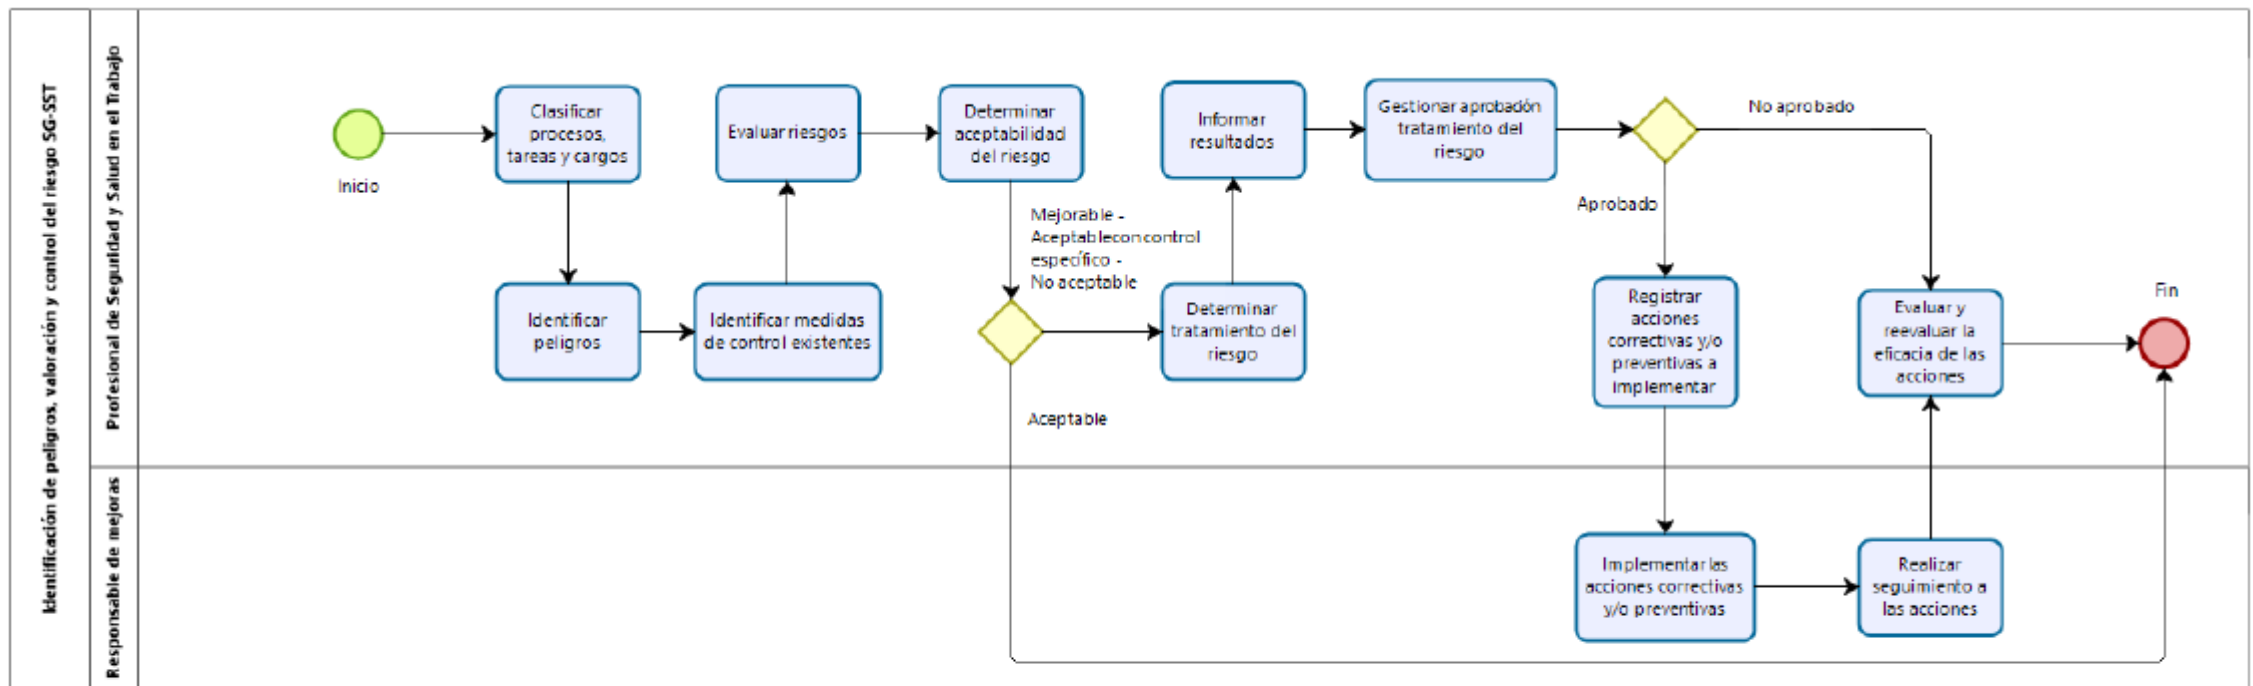 Identificación de peligros, valoración y control del riesgo SG-SST
Profesional de Seguridad y Salud en el Trabajo
Inicio
Clasificar
procesos,
tareas y cargos
Identificar
peligros
Identificar medidas
de control existentes
Evaluar riesgos
Determinar
aceptabilidad
del riesgo
Mejorable -
Aceptable con control
específico -
No aceptable
Aceptable
Determinar
tratamiento del
riesgo
Informar
resultados
Gestionar aprobación
tratamiento del
riesgo
No aprobado
Aprobado
Registrar
acciones
correctivas y/o
preventivas a
implementar
Evaluar y
reevaluar la
eficacia de las
acciones
Fin
Responsable de mejoras
Implementar las
acciones correctivas
y/o preventivas
Realizar
seguimiento a
las acciones